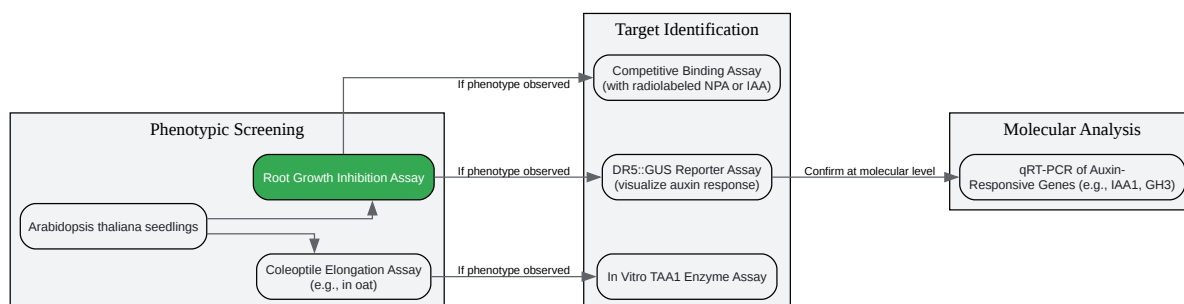 Target Identification
Competitive Binding Assay
(with radiolabeled NPA or IAA)
If phenotype observed
Phenotypic Screening
Molecular Analysis
Root Growth Inhibition Assay
If phenotype observed
DR5::GUS Reporter Assay
(visualize auxin response)
Confirm at molecular level
qRT-PCR of Auxin-
Responsive Genes (e.g., IAA1, GH3)
Arabidopsis thaliana seedlings
Coleoptile Elongation Assay
(e.g., in oat)
If phenotype observed
In Vitro TAA1 Enzyme Assay